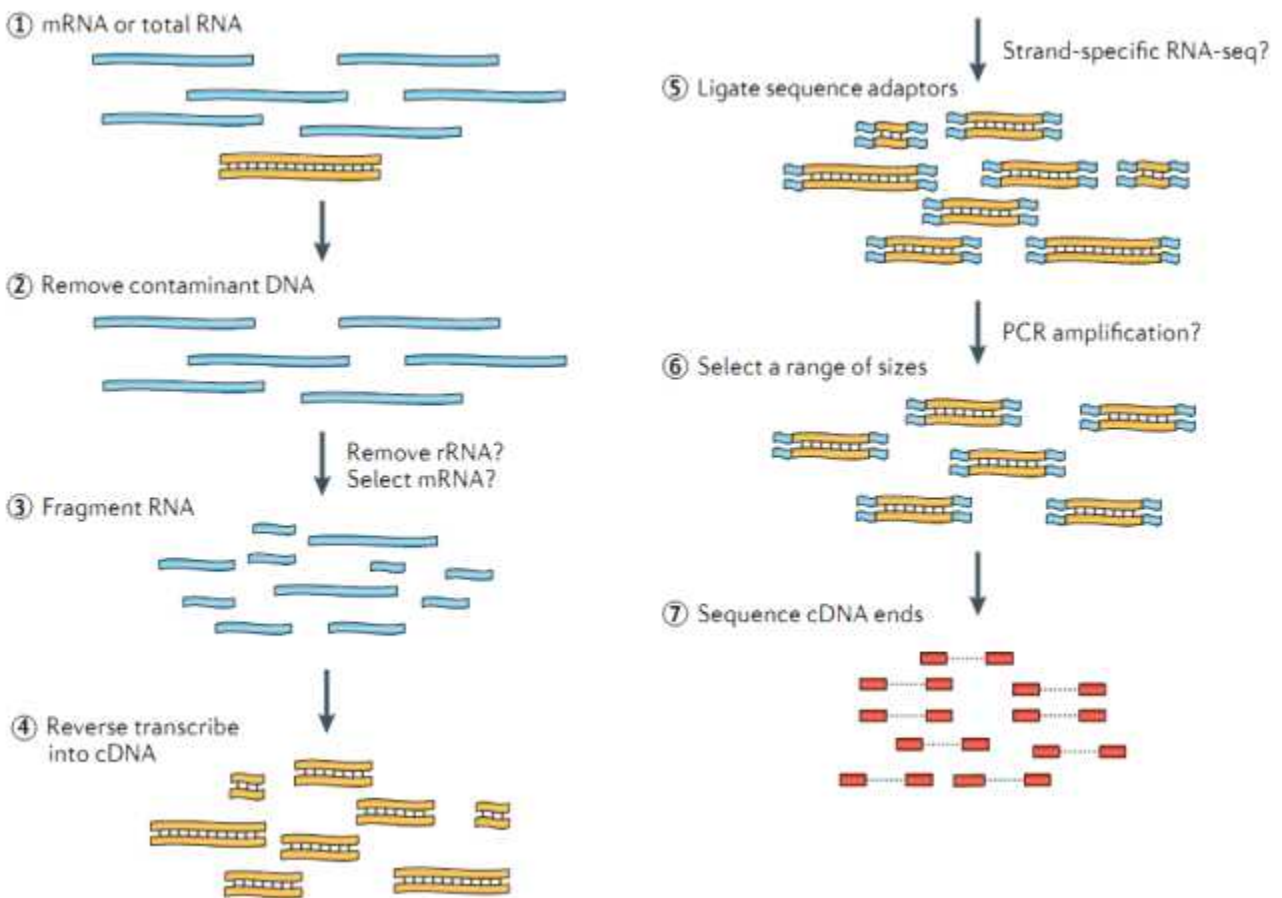 ① mRNA or total RNA
② Remove contaminant DNA
Remove rRNA?
Select mRNA?
③ Fragment RNA
④ Reverse transcribe
into cDNA
Strand-specific RNA-seq?
⑤ Ligate sequence adaptors
PCR amplification?
⑥ Select a range of sizes
⑦ Sequence cDNA ends